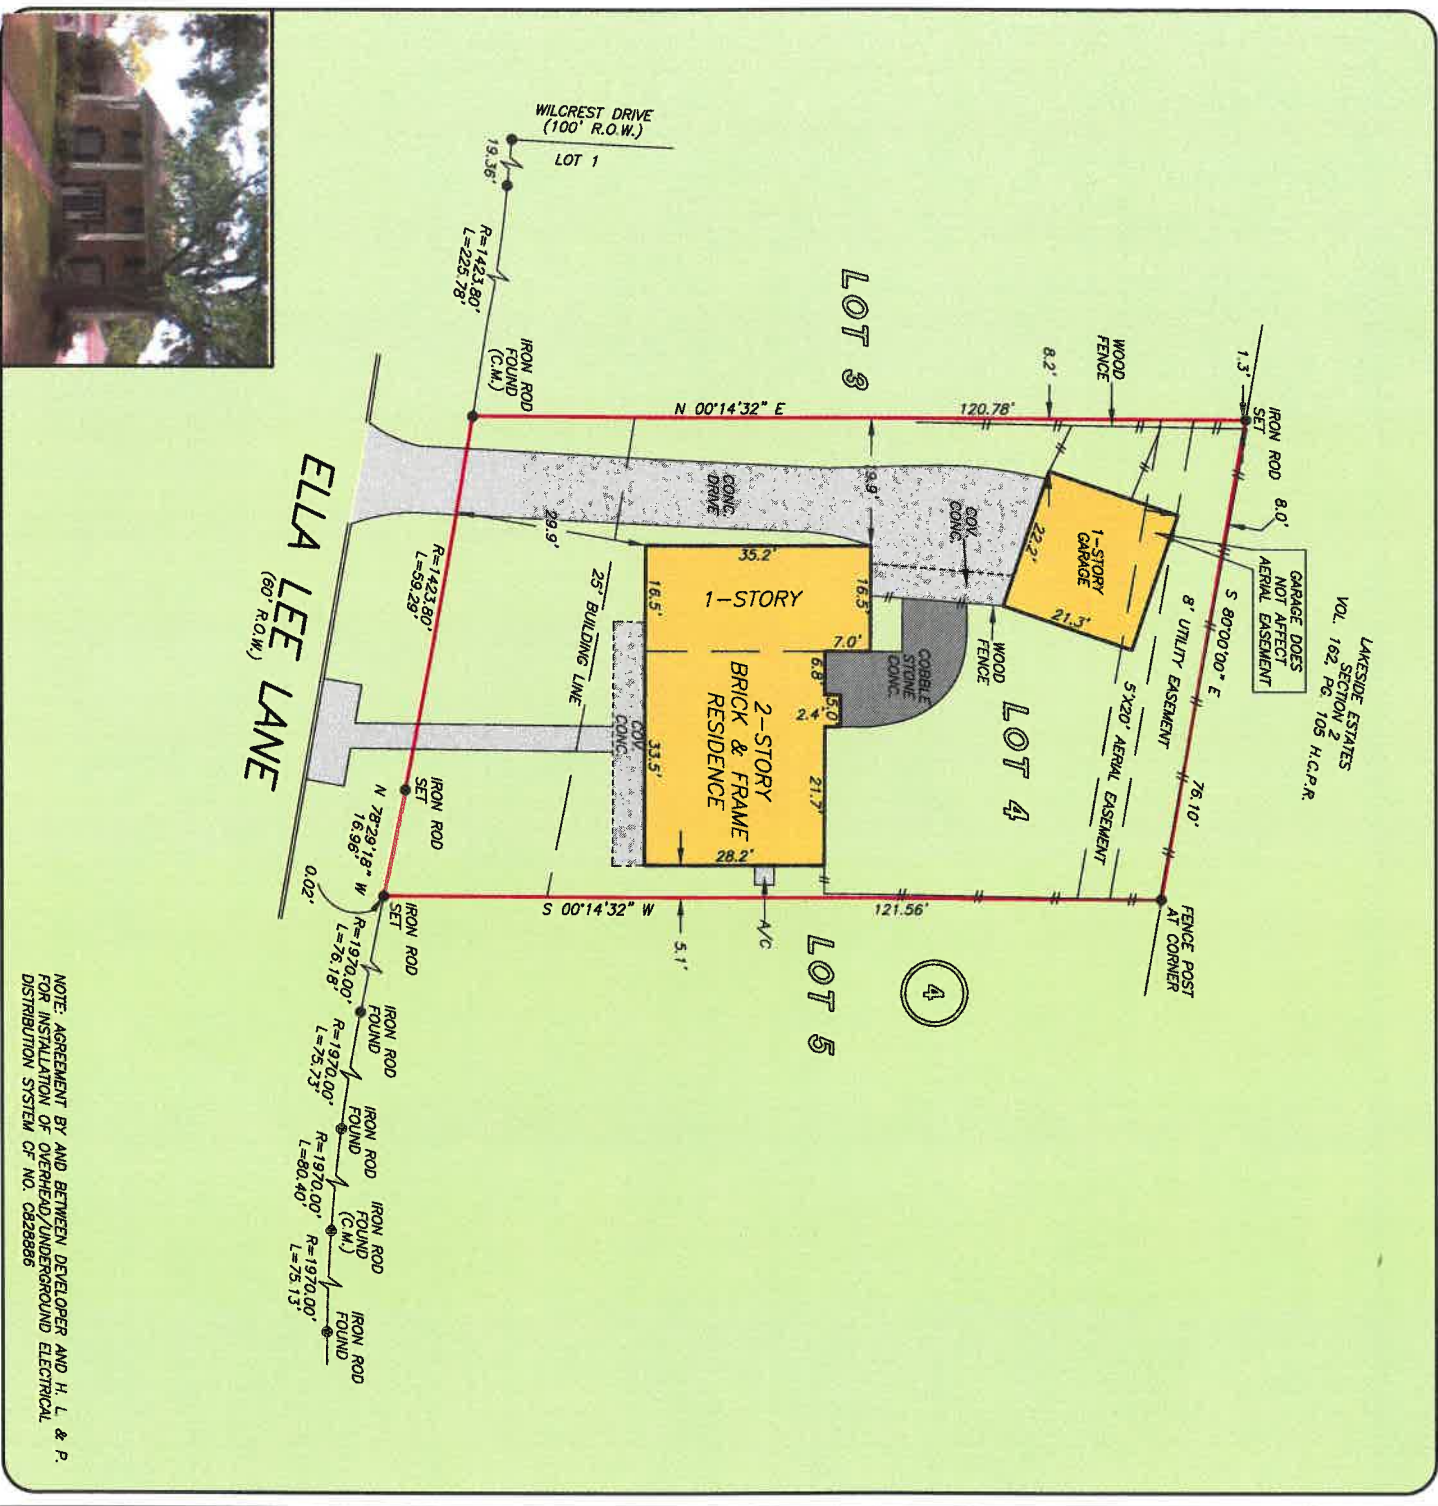 LAKESIDE ESTATES
SECTION 2
VOL. 162, PG. 105 H.C.P.R.
GARAGE DOES
NOT AFFECT
AERIAL EASEMENT
IRON ROD
SET
8.0'
S 80°00'00" E
76.10'
FENCE POST
AT CORNER
1.3'
WOOD
FENCE
8.2'
8' UTILITY EASEMENT
5'X20' AERIAL EASEMENT
1-STORY
GARAGE
22.2'
21.3'
COV.
CONC.
WOOD
FENCE
COBBLE
STONE
CONC.
LOT 3
LOT 4
LOT 5
4
N 00°14'32" E
120.78'
S 00°14'32" W
121.56'
19.9'
CONC.
DRIVE
35.2'
16.5'
1-STORY
16.5'
7.0'
6.8'
5.0'
2.4'
21.7'
2-STORY
BRICK & FRAME
RESIDENCE
28.2'
33.5'
COV.
CONC.
A/C
5.1'
29.9'
25' BUILDING LINE
WILCREST DRIVE
(100' R.O.W.)
LOT 1
19.36'
R=1423.80'
L=225.78'
IRON ROD
FOUND
(C.M.)
R=1423.80'
L=59.29'
IRON ROD
SET
N 78°29'18" W
16.96'
0.02'
IRON ROD
SET
R=1970.00'
L=76.18'
IRON ROD
FOUND
R=1970.00'
L=75.73'
IRON ROD
FOUND
R=1970.00'
L=80.40'
IRON ROD
FOUND
(C.M.)
R=1970.00'
L=75.13'
IRON ROD
FOUND
ELLA LEE LANE
(60' R.O.W.)
NOTE: AGREEMENT BY AND BETWEEN DEVELOPER AND H. L. & P.
FOR INSTALLATION OF OVERHEAD/UNDERGROUND ELECTRICAL
DISTRIBUTION SYSTEM CF NO. C828886